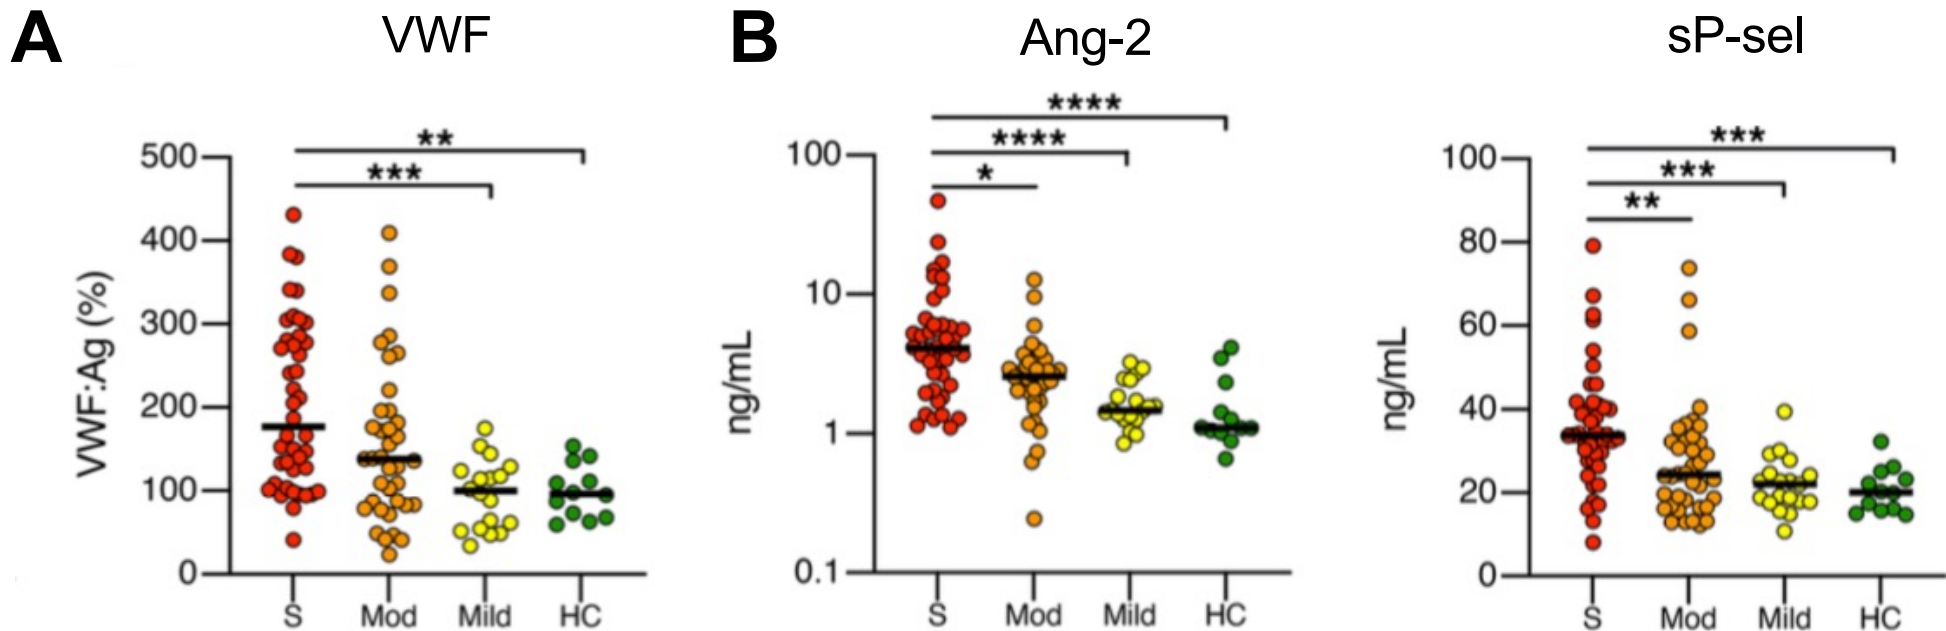 A
VWF
VWF:Ag (%)
500
400
300
200
100
0
**
***
S Mod Mild HC
B
Ang-2
ng/mL
100
10
1
0.1
****
****
*
S Mod Mild HC
sP-sel
ng/mL
100
80
60
40
20
0
***
***
**
S Mod Mild HC